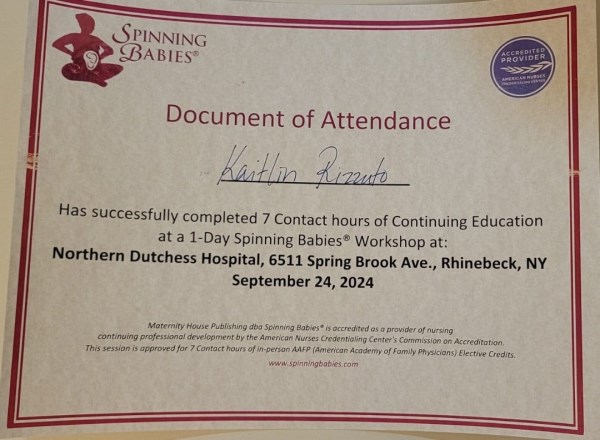 SPINNING
BABIES®
ACCREDITED
PROVIDER
AMERICAN NURSES
CREDENTIALING CENTER
Document of Attendance
Kaitlin Rizzuto
Has successfully completed 7 Contact hours of Continuing Education
at a 1-Day Spinning Babies® Workshop at:
Northern Dutchess Hospital, 6511 Spring Brook Ave., Rhinebeck, NY
September 24, 2024
Maternity House Publishing dba Spinning Babies® is accredited as a provider of nursing
continuing professional development by the American Nurses Credentialing Center's Commission on Accreditation.
This session is approved for 7 Contact hours of in-person AAFP (American Academy of Family Physicians) Elective Credits.
www.spinningbabies.com